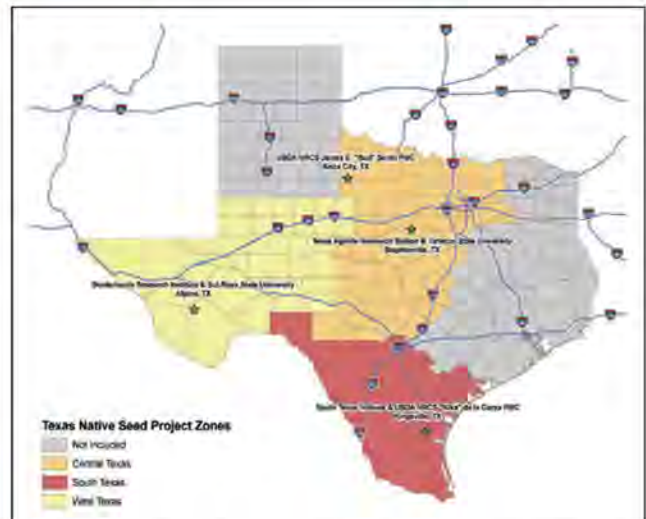 USDA NRCS James E. "Bud" Smith PMC
Knox City, TX
Texas Agrilife Research Station & Tarleton State University
Stephenville, TX
Borderlands Research Institute & Sul Ross State University
Alpine, TX
South Texas Natives & USDA NRCS "Kika" de la Garza PMC
Kingsville, TX
Texas Native Seed Project Zones
Not Included
Central Texas
South Texas
West Texas